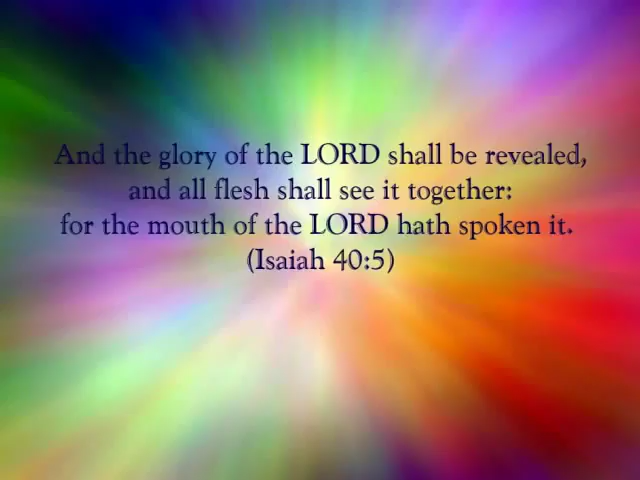 And the glory of the LORD shall be revealed,
and all flesh shall see it together:
for the mouth of the LORD hath spoken it.
(Isaiah 40:5)